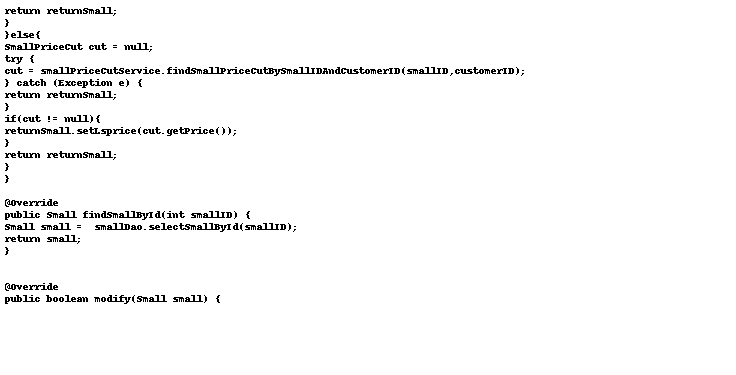 return returnSmall;
}
}else{
SmallPriceCut cut = null;
try {
cut = smallPriceCutService.findSmallPriceCutBySmallIDAndCustomerID(smallID,customerID);
} catch (Exception e) {
return returnSmall;
}
if(cut != null){
returnSmall.setLsprice(cut.getPrice());
}
return returnSmall;
}
}
@Override
public Small findSmallById(int smallID) {
Small small =  smallDao.selectSmallById(smallID);
return small;
}
@Override
public boolean modify(Small small) {